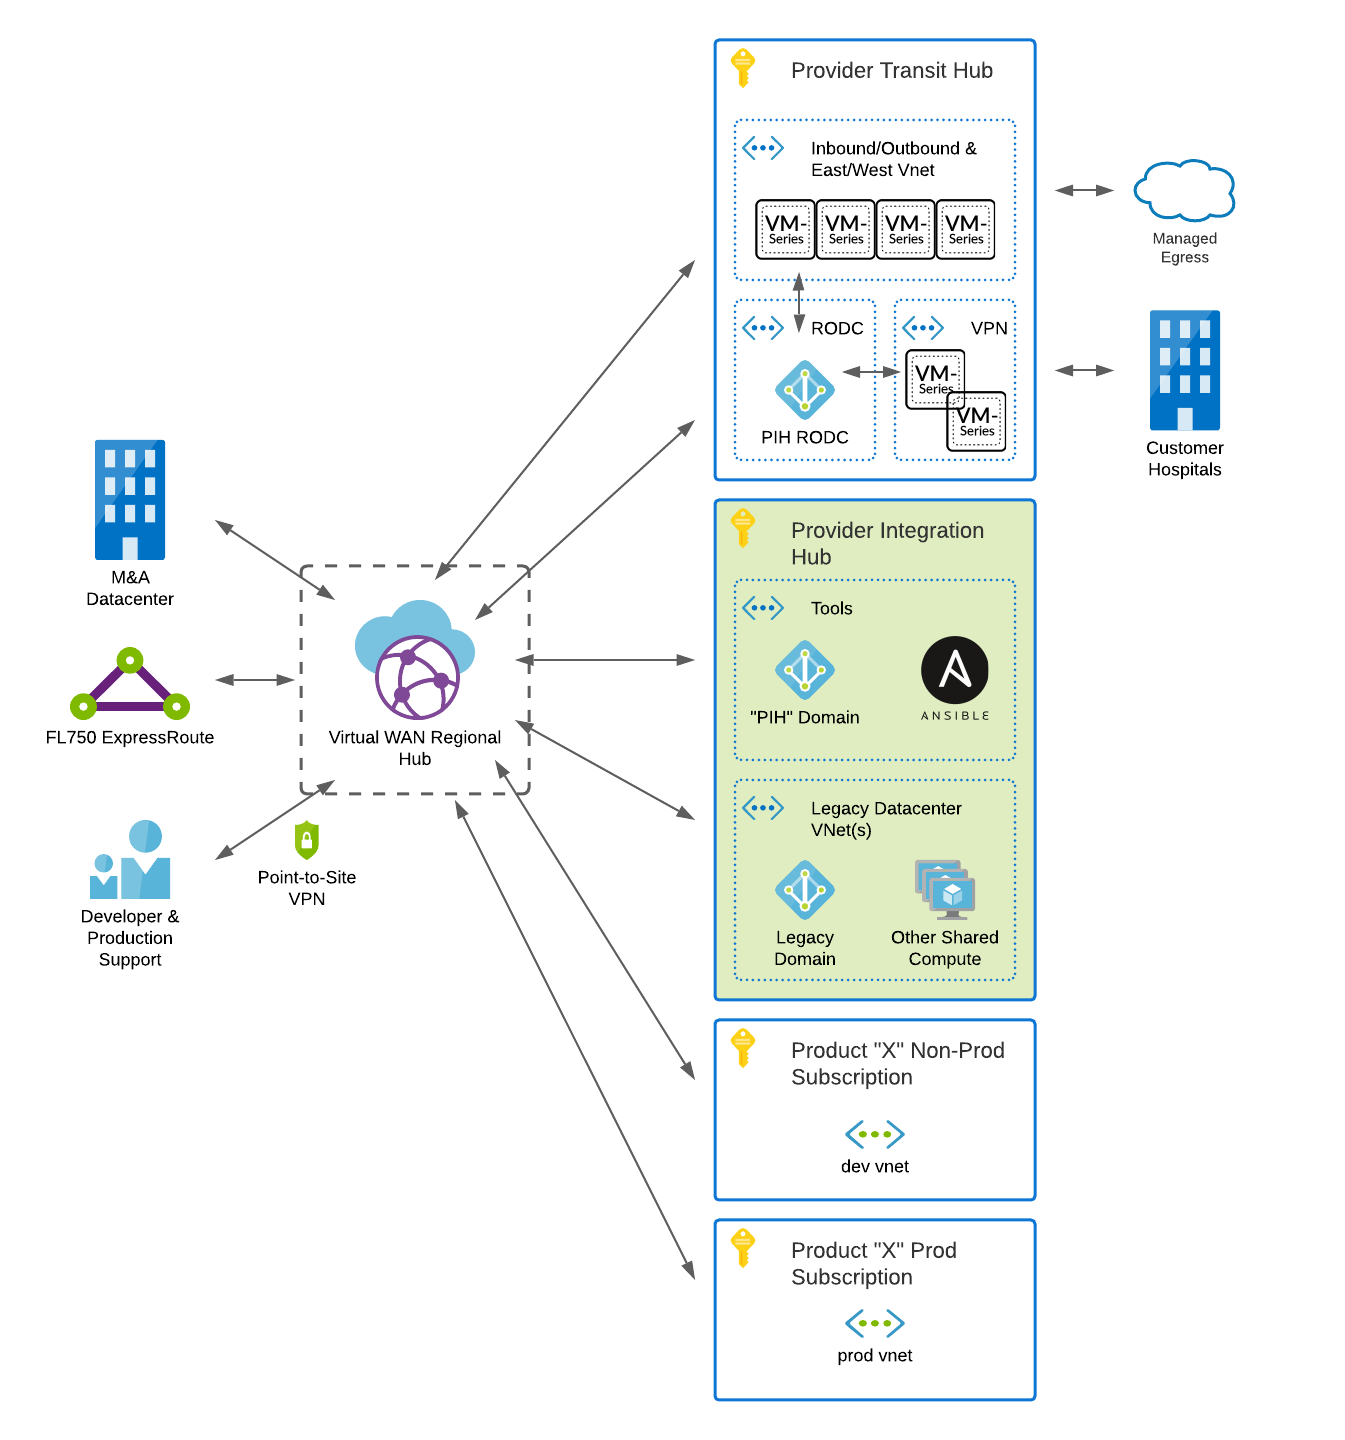 Provider Transit Hub
Inbound/Outbound &
East/West Vnet
VM-
Series
VM-
Series
VM-
Series
VM-
Series
Managed
Egress
RODC
PIH RODC
VPN
VM-
Series
VM-
Series
Customer
Hospitals
M&A
Datacenter
FL750 ExpressRoute
Virtual WAN Regional
Hub
Point-to-Site
VPN
Developer &
Production
Support
Provider Integration
Hub
Tools
"PIH" Domain
ANSIBLE
Legacy Datacenter
VNet(s)
Legacy
Domain
Other Shared
Compute
Product "X" Non-Prod
Subscription
dev vnet
Product "X" Prod
Subscription
prod vnet